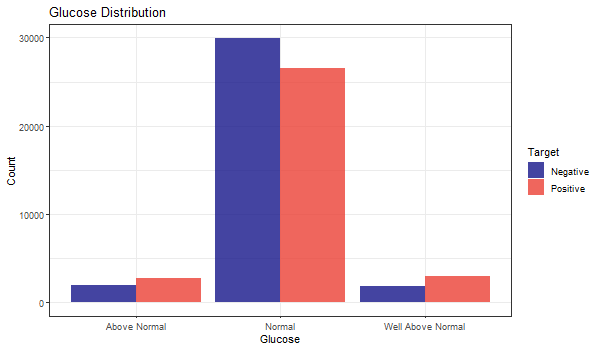 Glucose Distribution
30000
20000
10000
0
Count
Above Normal
Normal
Well Above Normal
Glucose
Target
Negative
Positive